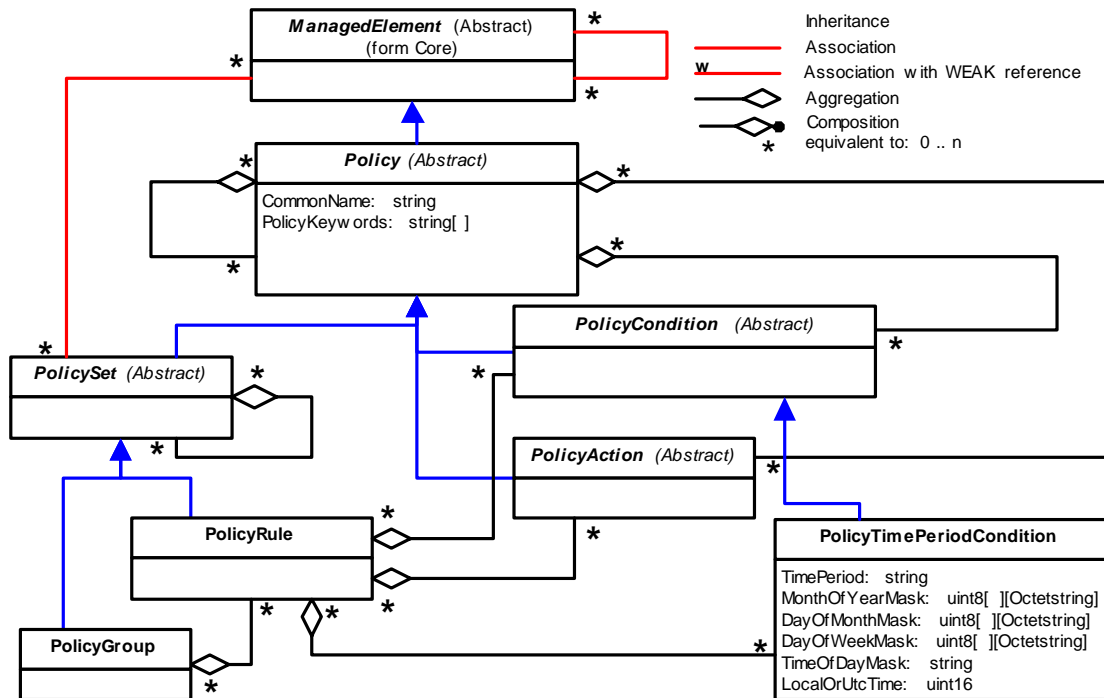 ManagedElement (Abstract)
(form Core)
*
*
*
Inheritance
Association
w
Association with WEAK reference
Aggregation
Composition
* equivalent to: 0 .. n
Policy (Abstract)
*
*
CommonName: string
PolicyKeywords: string[ ]
*
*
PolicyCondition (Abstract)
*
*
*
PolicySet (Abstract)
*
*
PolicyAction (Abstract)
*
PolicyRule
*
*
PolicyTimePeriodCondition
TimePeriod: string
MonthOfYearMask: uint8[ ][Octetstring]
DayOfMonthMask: uint8[ ][Octetstring]
DayOfWeekMask: uint8[ ][Octetstring]
TimeOfDayMask: string
LocalOrUtcTime: uint16
*
*
*
PolicyGroup
*
*